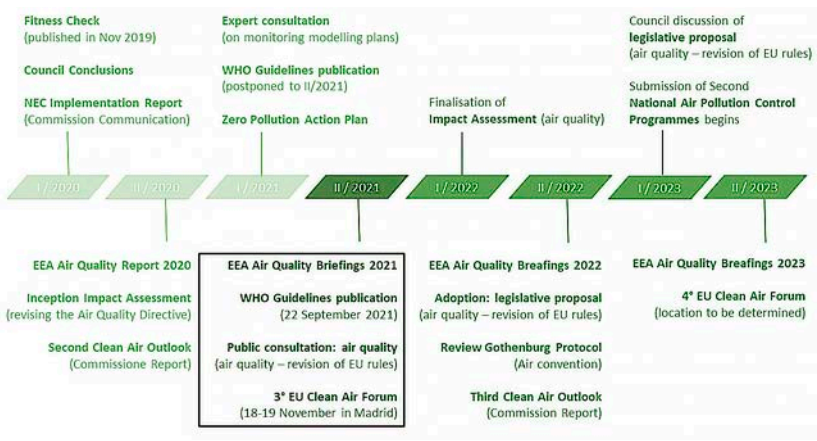 Fitness Check
(published in Nov 2019)
Council Conclusions
NEC Implementation Report
(Commission Communication)
Expert consultation
(on monitoring modelling plans)
WHO Guidelines publication
(postponed to II/2021)
Zero Pollution Action Plan
Finalisation of
Impact Assessment (air quality)
Council discussion of
legislative proposal
(air quality – revision of EU rules)
Submission of Second
National Air Pollution Control
Programmes begins
I / 2020
II / 2020
I / 2021
II / 2021
I / 2022
II / 2022
I / 2023
II / 2023
EEA Air Quality Report 2020
Inception Impact Assessment
(revising the Air Quality Directive)
Second Clean Air Outlook
(Commissione Report)
EEA Air Quality Briefings 2021
WHO Guidelines publication
(22 September 2021)
Public consultation: air quality
(air quality – revision of EU rules)
3° EU Clean Air Forum
(18-19 November in Madrid)
EEA Air Quality Breafings 2022
Adoption: legislative proposal
(air quality – revision of EU rules)
Review Gothenburg Protocol
(Air convention)
Third Clean Air Outlook
(Commission Report)
EEA Air Quality Breafings 2023
4° EU Clean Air Forum
(location to be determined)